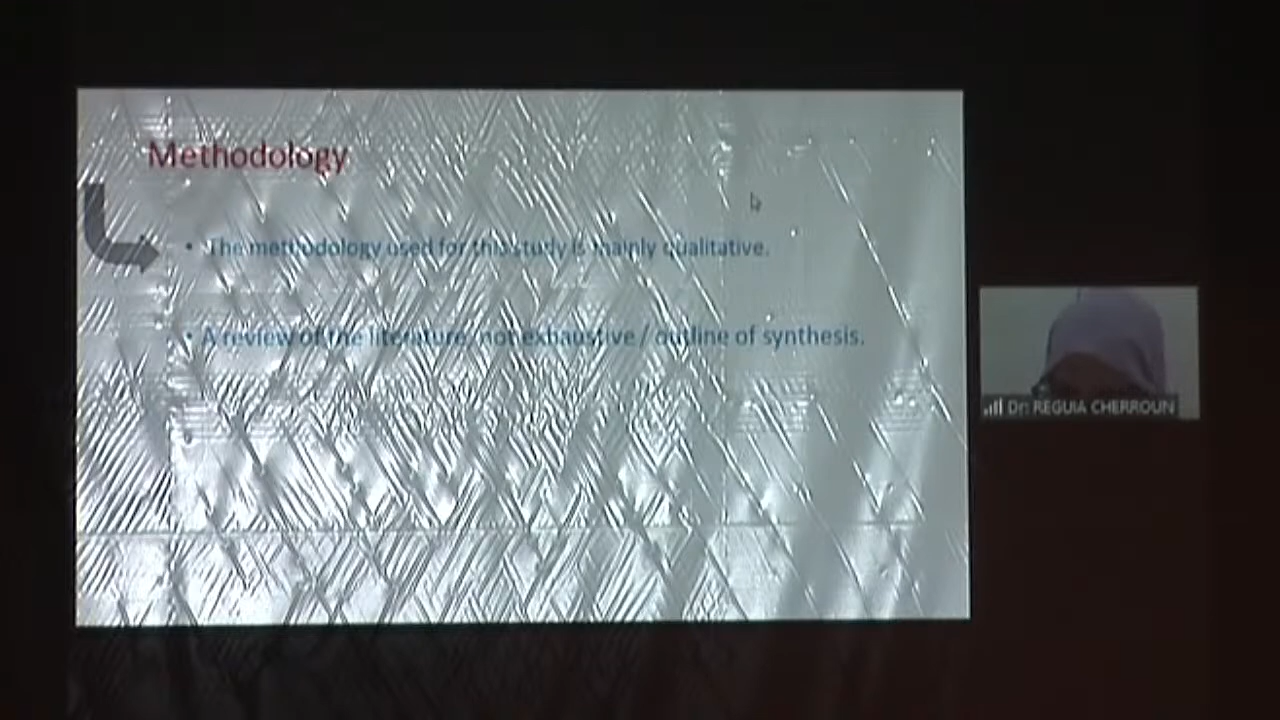 Methodology
• The methodology used for this study is mainly qualitative.
• A review of the literature, not exhaustive / outline of synthesis.
Dr: REGUIA CHERROUN